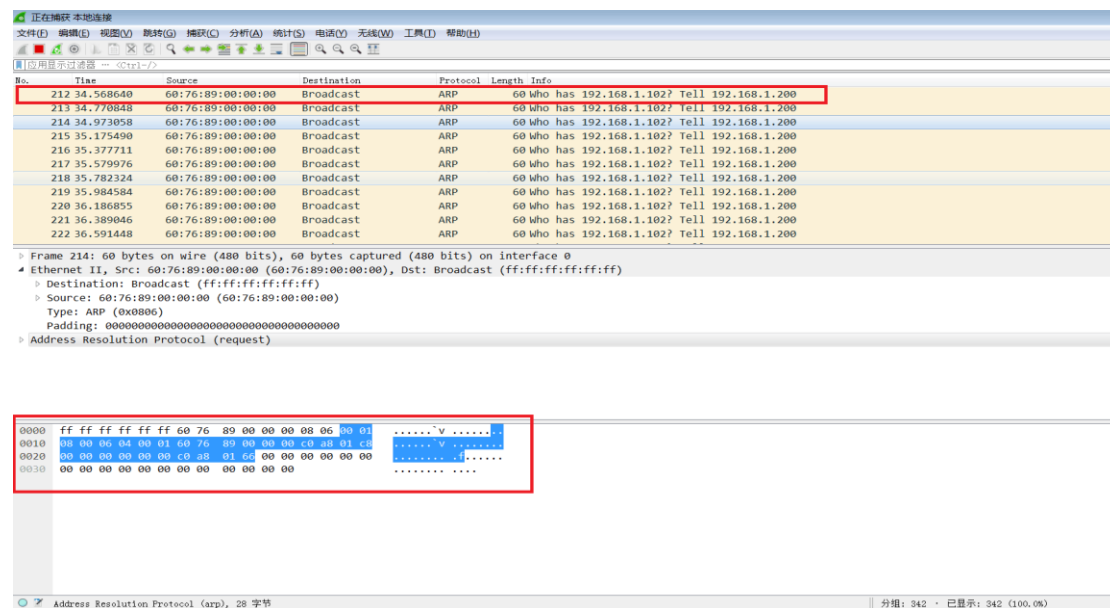 正在捕获 本地连接
文件(F) 编辑(E) 视图(V) 跳转(G) 捕获(C) 分析(A) 统计(S) 电话(Y) 无线(W) 工具(T) 帮助(H)
应用显示过滤器 … <Ctrl-/>
No. Time Source Destination Protocol Length Info
212 34.568640 60:76:89:00:00:00 Broadcast ARP 60 Who has 192.168.1.102? Tell 192.168.1.200
213 34.770848 60:76:89:00:00:00 Broadcast ARP 60 Who has 192.168.1.102? Tell 192.168.1.200
214 34.973058 60:76:89:00:00:00 Broadcast ARP 60 Who has 192.168.1.102? Tell 192.168.1.200
215 35.175490 60:76:89:00:00:00 Broadcast ARP 60 Who has 192.168.1.102? Tell 192.168.1.200
216 35.377711 60:76:89:00:00:00 Broadcast ARP 60 Who has 192.168.1.102? Tell 192.168.1.200
217 35.579976 60:76:89:00:00:00 Broadcast ARP 60 Who has 192.168.1.102? Tell 192.168.1.200
218 35.782324 60:76:89:00:00:00 Broadcast ARP 60 Who has 192.168.1.102? Tell 192.168.1.200
219 35.984584 60:76:89:00:00:00 Broadcast ARP 60 Who has 192.168.1.102? Tell 192.168.1.200
220 36.186855 60:76:89:00:00:00 Broadcast ARP 60 Who has 192.168.1.102? Tell 192.168.1.200
221 36.389046 60:76:89:00:00:00 Broadcast ARP 60 Who has 192.168.1.102? Tell 192.168.1.200
222 36.591448 60:76:89:00:00:00 Broadcast ARP 60 Who has 192.168.1.102? Tell 192.168.1.200
Frame 214: 60 bytes on wire (480 bits), 60 bytes captured (480 bits) on interface 0
Ethernet II, Src: 60:76:89:00:00:00 (60:76:89:00:00:00), Dst: Broadcast (ff:ff:ff:ff:ff:ff)
Destination: Broadcast (ff:ff:ff:ff:ff:ff)
Source: 60:76:89:00:00:00 (60:76:89:00:00:00)
Type: ARP (0x0806)
Padding: 000000000000000000000000000000000000
Address Resolution Protocol (request)
0000 ff ff ff ff ff ff 60 76 89 00 00 00 08 06 00 01 ......`v ........
0010 08 00 06 04 00 01 60 76 89 00 00 00 c0 a8 01 c8 ......`v ........
0020 00 00 00 00 00 00 c0 a8 01 66 00 00 00 00 00 00 ........ .f......
0030 00 00 00 00 00 00 00 00 00 00 00 00 ........ ....
Address Resolution Protocol (arp), 28 字节
分组: 342 · 已显示: 342 (100.0%)